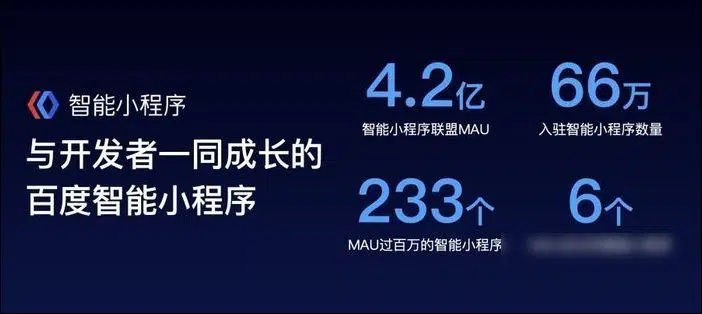 智能小程序
与开发者一同成长的
百度智能小程序
4.2亿
智能小程序联盟MAU
66万
入驻智能小程序数量
233个
MAU过百万的智能小程序
6个